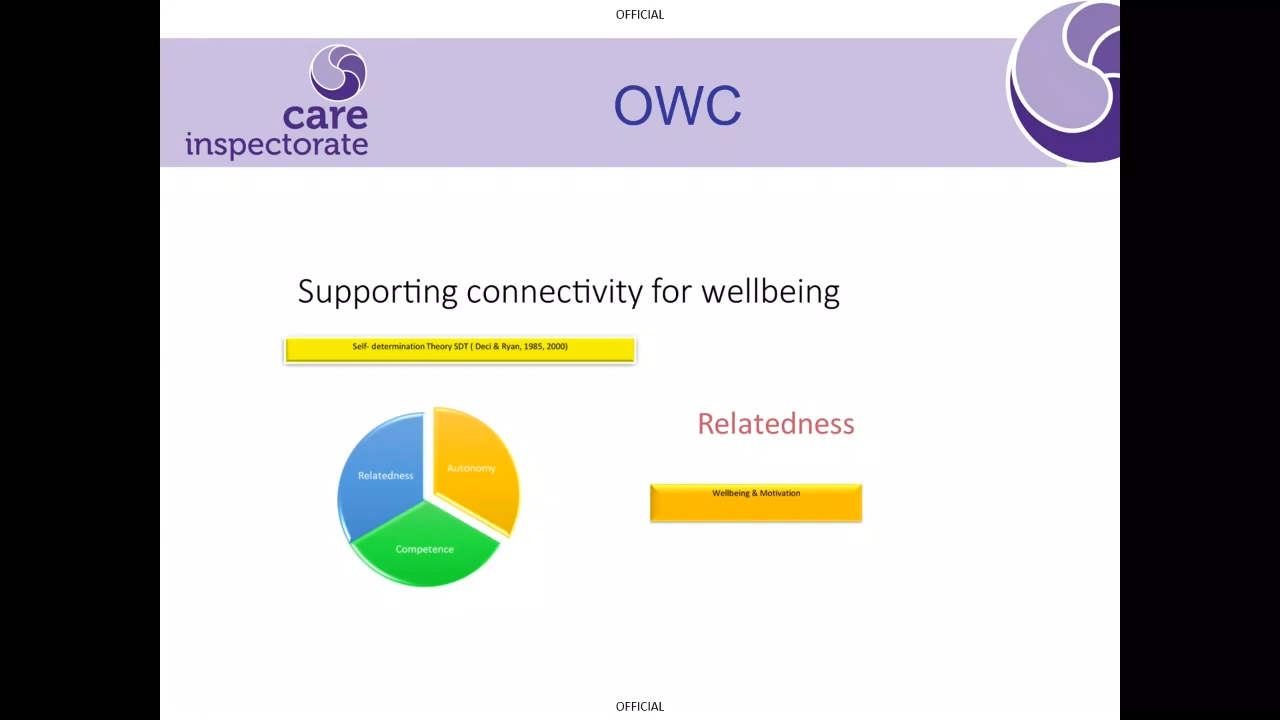 OFFICIAL
care
inspectorate
OWC
Supporting connectivity for wellbeing
Self- determination Theory SDT ( Deci & Ryan, 1985, 2000)
Relatedness
Autonomy
Competence
Relatedness
Wellbeing & Motivation
OFFICIAL